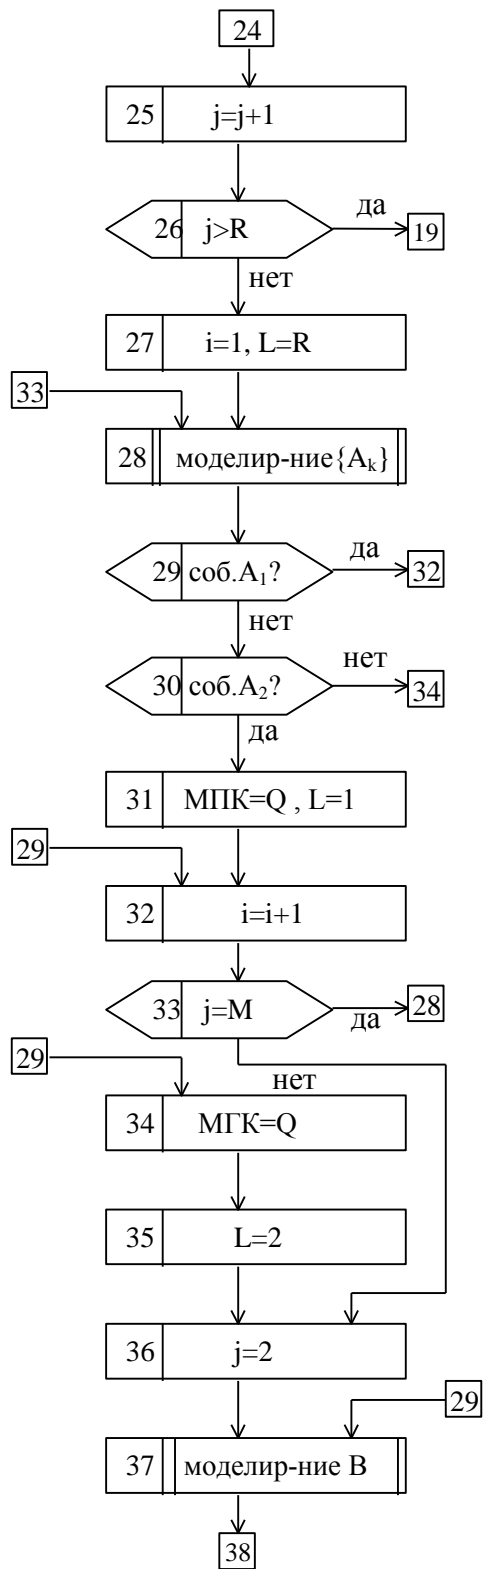 24
25 j=j+1
26 j>R да 19
нет
27 i=1, L=R
33
28 моделир-ние{Aₖ}
29 соб.A₁? да 32
нет
30 соб.A₂? нет 34
да
31 МПК=Q , L=1
29
32 i=i+1
33 j=M да 28
29 нет
34 МГК=Q
35 L=2
36 j=2
29
37 моделир-ние В
38